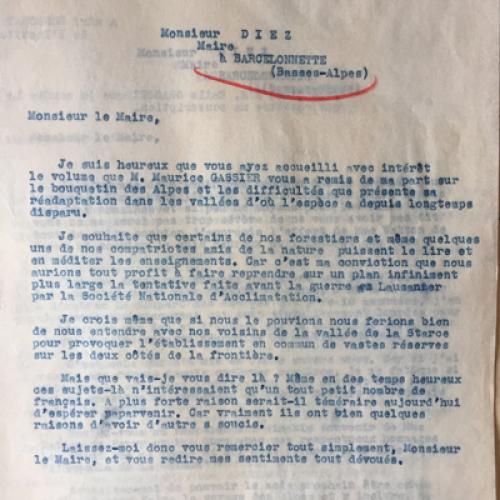 Monsieur D I E Z
Maire
à BARCELONNETTE
(Basses-Alpes)
Monsieur le Maire,
Je suis heureux que vous ayez accueilli avec intérêt
le volume que M. Maurice GASSIER vous a remis de ma part sur
le bouquetin des Alpes et les difficultés que présente sa
réadaptation dans les vallées d'où l'espèce a depuis longtemps
disparu.
Je souhaite que certains de nos forestiers et même quelques
uns de nos compatriotes amis de la nature puissent le lire et
en méditer les enseignements. Car c'est ma conviction que nous
aurions tout profit à faire reprendre sur un plan infiniment
plus large la tentative faite avant la guerre en Lausanier
par la Société Nationale d'Acclimatation.
Je crois même que si nous le pouvions nous ferions bien
de nous entendre avec nos voisins de la vallée de la Sterce
pour provoquer l'établissement en commun de vastes réserves
sur les deux côtés de la frontière.
Mais que vais-je vous dire là ? Même en des temps heureux
ces sujets-là n'intéressaient qu'un tout petit nombre de
français. A plus forte raison serait-il téméraire aujourd'hui
d'espérer y parvenir. Car vraiment ils ont bien quelques
raisons d'avoir d'autre s soucis.
Laissez-moi donc vous remercier tout simplement, Monsieur
le Maire, et vous redire mes sentiments tout dévoués.